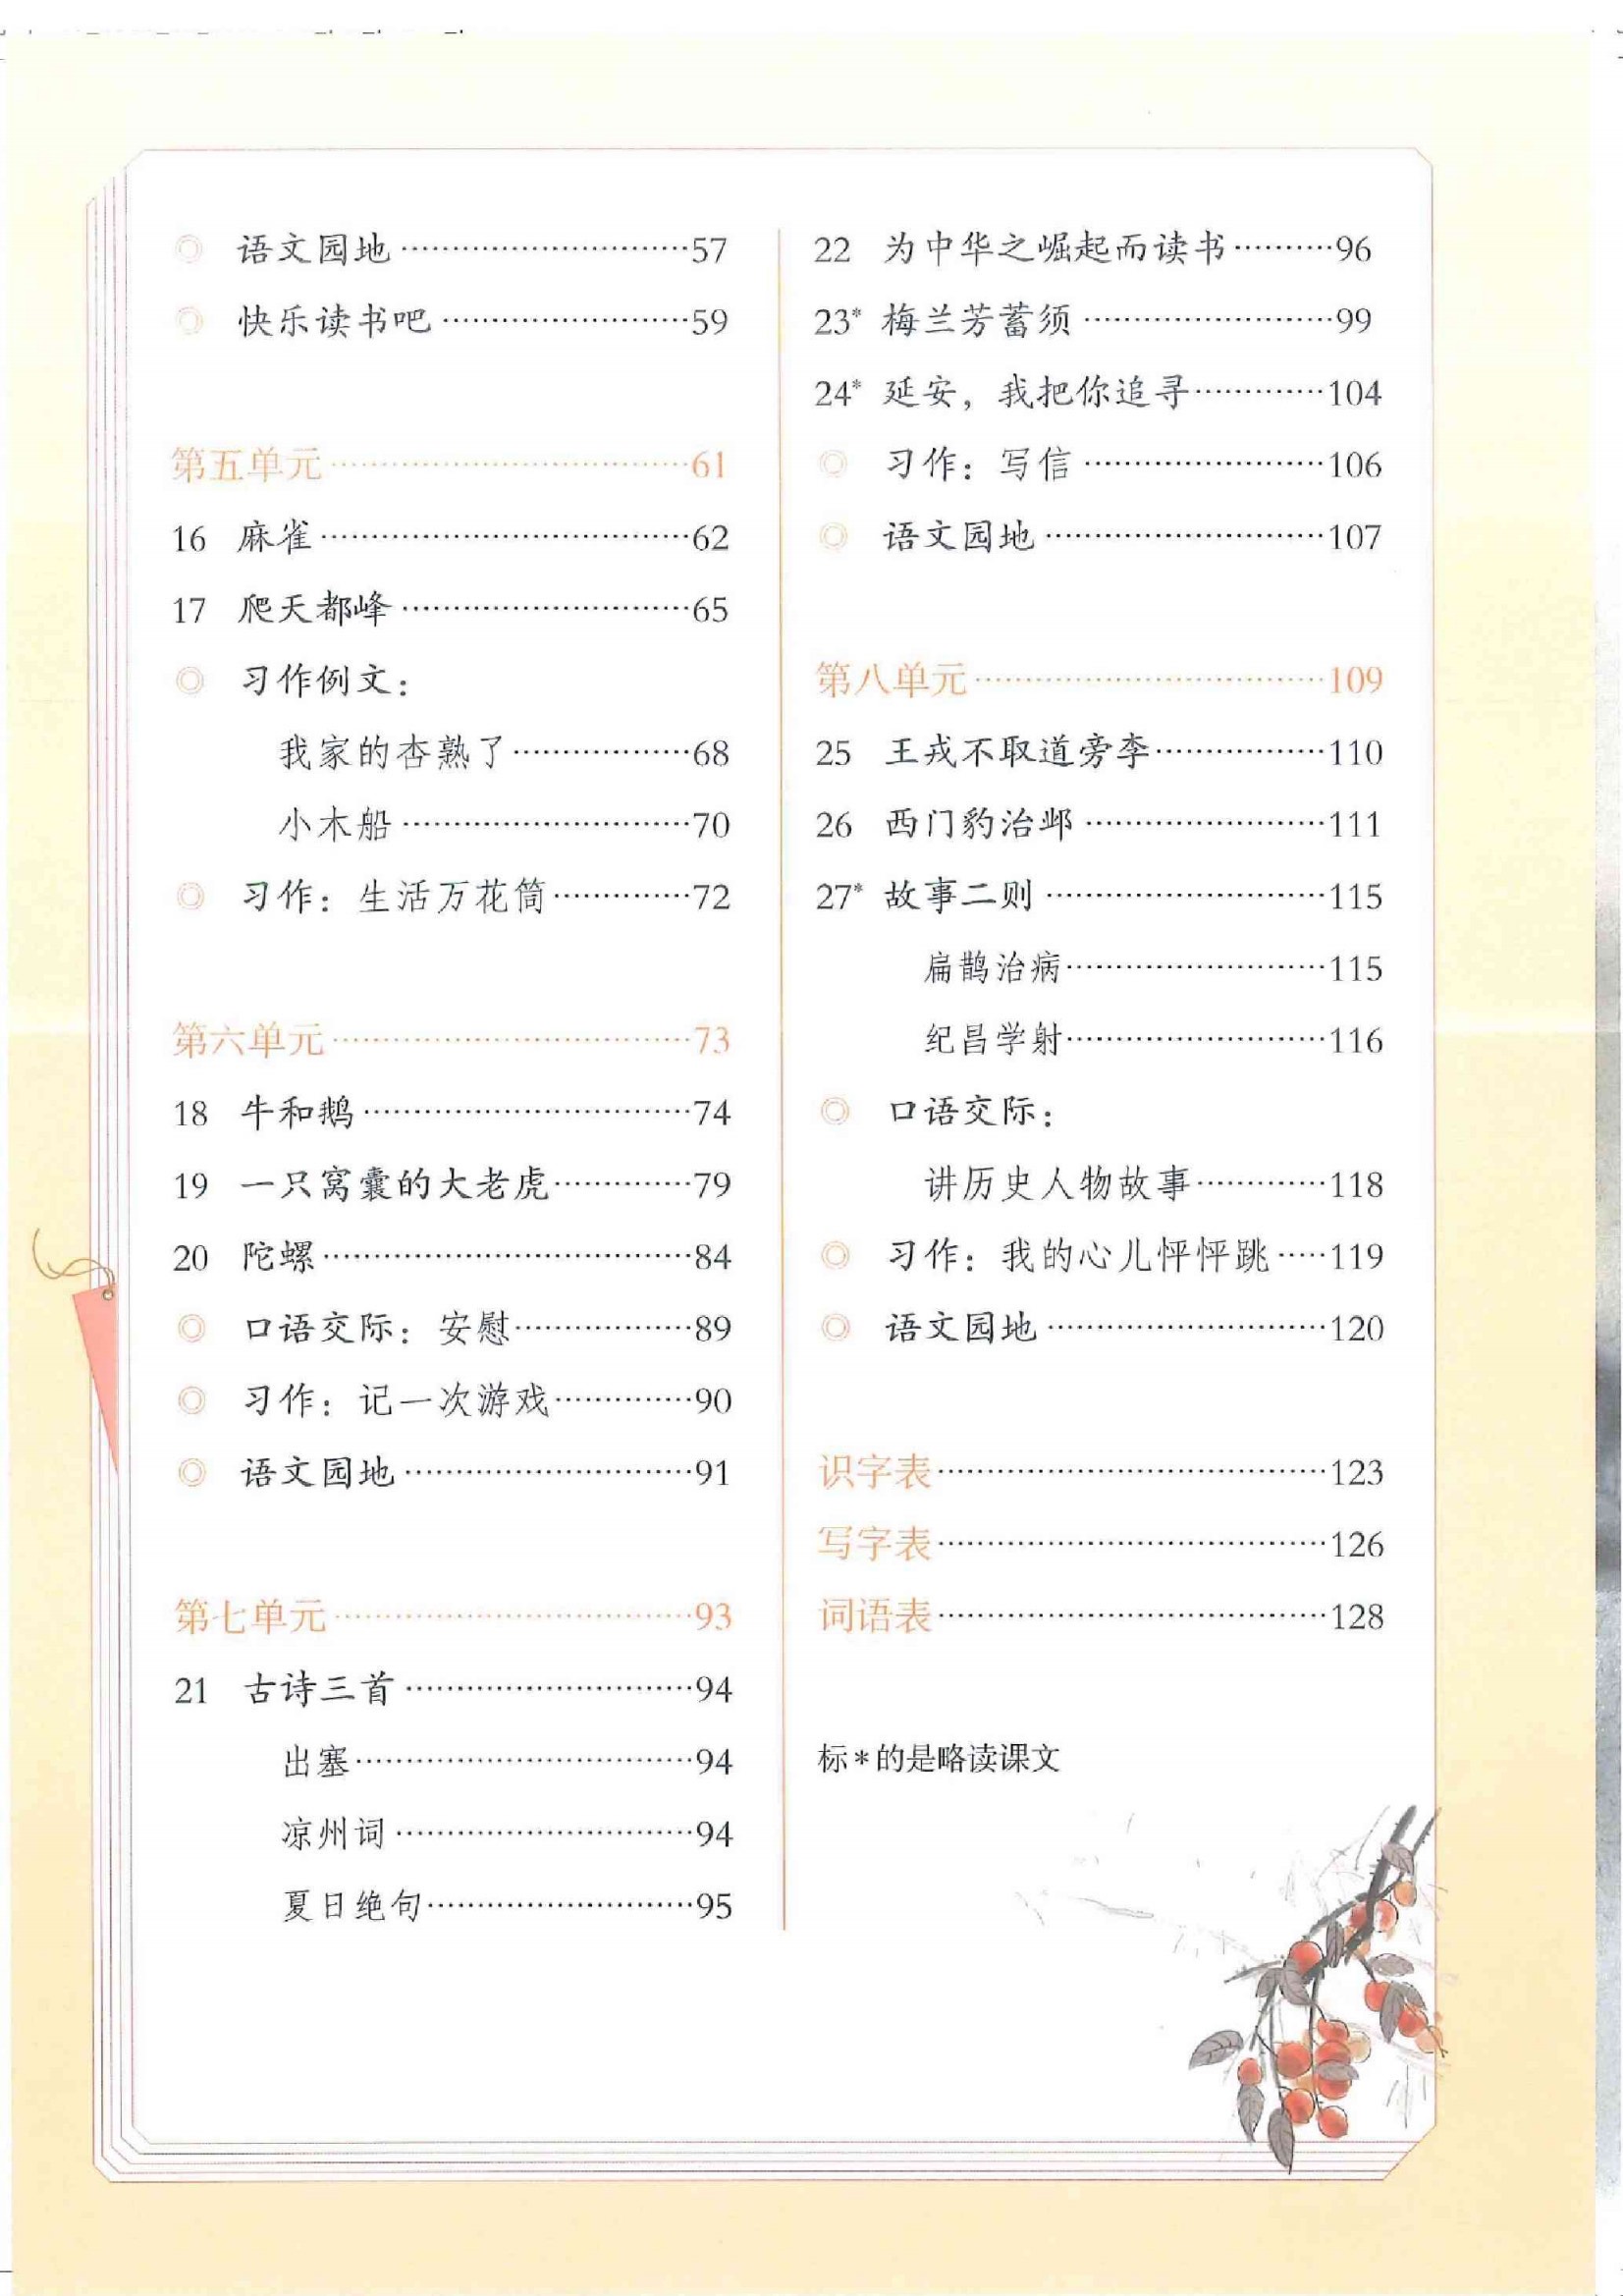 ◎ 语文园地…………………………57
◎ 快乐读书吧……………………59
第五单元………………………………61
16 麻雀…………………………………62
17 爬天都峰…………………………65
◎ 习作例文：
我家的杏熟了………………68
小木船…………………………70
◎ 习作：生活万花筒……………72
第六单元………………………………73
18 牛和鹅……………………………74
19 一只窝囊的大老虎……………79
20 陀螺…………………………………84
◎ 口语交际：安慰………………89
◎ 习作：记一次游戏……………90
◎ 语文园地…………………………91
第七单元………………………………93
21 古诗三首…………………………94
出塞……………………………94
凉州词…………………………94
夏日绝句………………………95
22 为中华之崛起而读书…………96
23* 梅兰芳蓄须……………………99
24* 延安，我把你追寻……………104
◎ 习作：写信……………………106
◎ 语文园地………………………107
第八单元……………………………109
25 王戎不取道旁李………………110
26 西门豹治邺……………………111
27* 故事二则………………………115
扁鹊治病………………………115
纪昌学射………………………116
◎ 口语交际：
讲历史人物故事……………118
◎ 习作：我的心儿怦怦跳……119
◎ 语文园地………………………120
识字表…………………………………123
写字表…………………………………126
词语表…………………………………128
标*的是略读课文